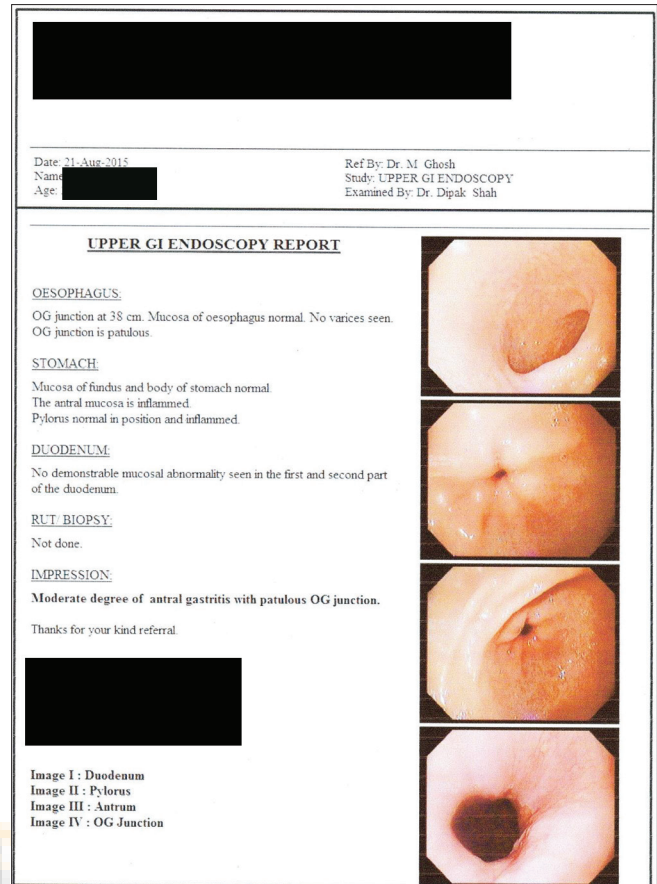 Date: 21-Aug-2015
Name
Age:
Ref By: Dr. M Ghosh
Study: UPPER GI ENDOSCOPY
Examined By: Dr. Dipak Shah
UPPER GI ENDOSCOPY REPORT
OESOPHAGUS:
OG junction at 38 cm. Mucosa of oesophagus normal. No varices seen.
OG junction is patulous.
STOMACH:
Mucosa of fundus and body of stomach normal.
The antral mucosa is inflammed.
Pylorus normal in position and inflammed.
DUODENUM:
No demonstrable mucosal abnormality seen in the first and second part
of the duodenum.
RUT/ BIOPSY:
Not done.
IMPRESSION:
Moderate degree of antral gastritis with patulous OG junction.
Thanks for your kind referral.
Image I : Duodenum
Image II : Pylorus
Image III : Antrum
Image IV : OG Junction